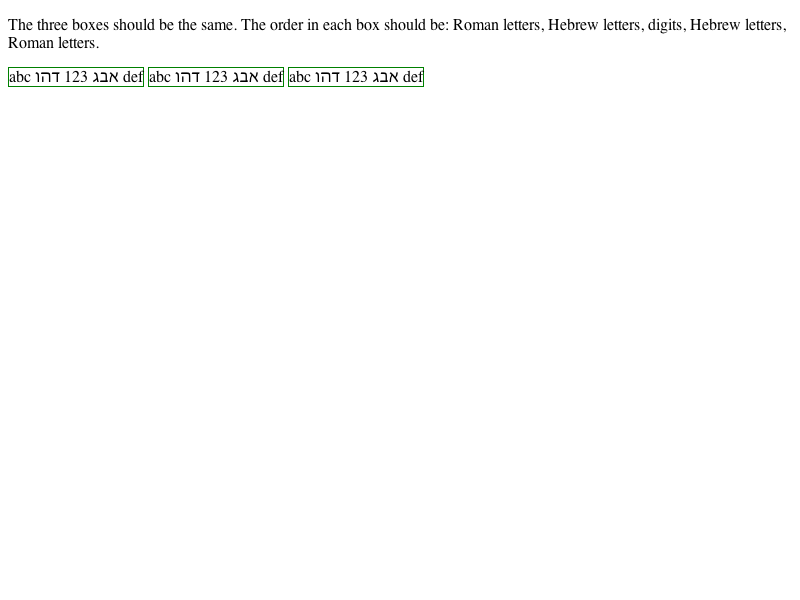 The three boxes should be the same. The order in each box should be: Roman letters, Hebrew letters, digits, Hebrew letters,
Roman letters.
abc אבג 123 דהו def abc אבג 123 דהו def abc אבג 123 דהו def